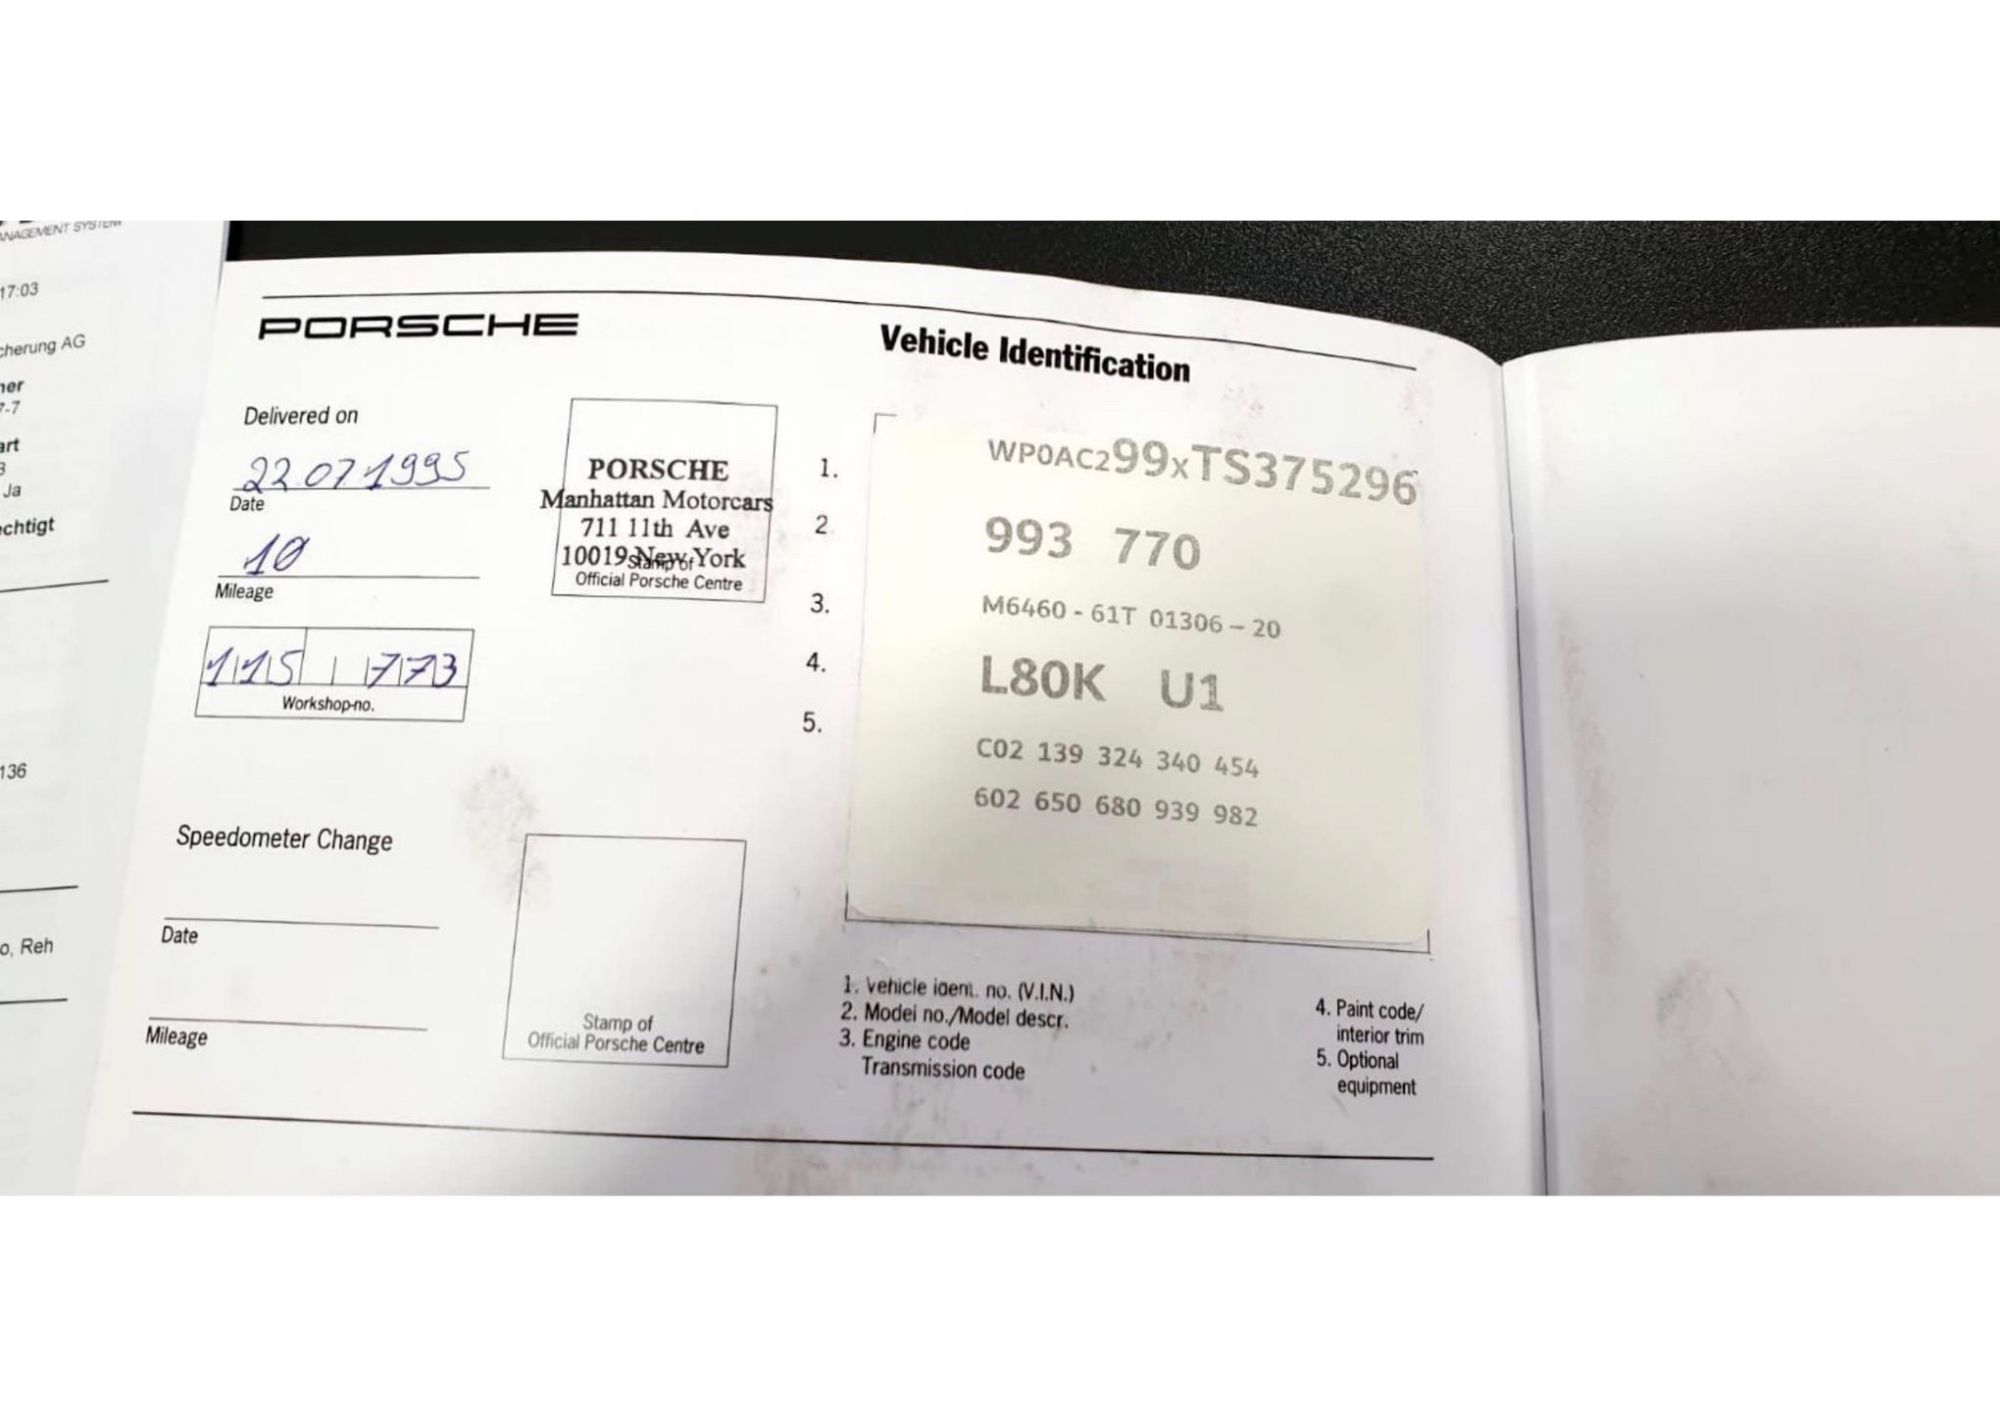 17:03
cherung AG
7-7
Ja
136
o, Reh
PORSCHE
Delivered on
22.07.1995
Date
10
Mileage
115 773
Workshop-no.
PORSCHE
Manhattan Motorcars
711 11th Ave
10019 New York
Stamp of
Official Porsche Centre
Speedometer Change
Date
Mileage
Stamp of
Official Porsche Centre
Vehicle Identification
1. WP0AC299xTS375296
2 993 770
3. M6460 - 61T 01306 – 20
4. L80K U1
5. C02 139 324 340 454
602 650 680 939 982
1. Vehicle ident. no. (V.I.N.)
2. Model no./Model descr.
3. Engine code
Transmission code
4. Paint code/
interior trim
5. Optional
equipment